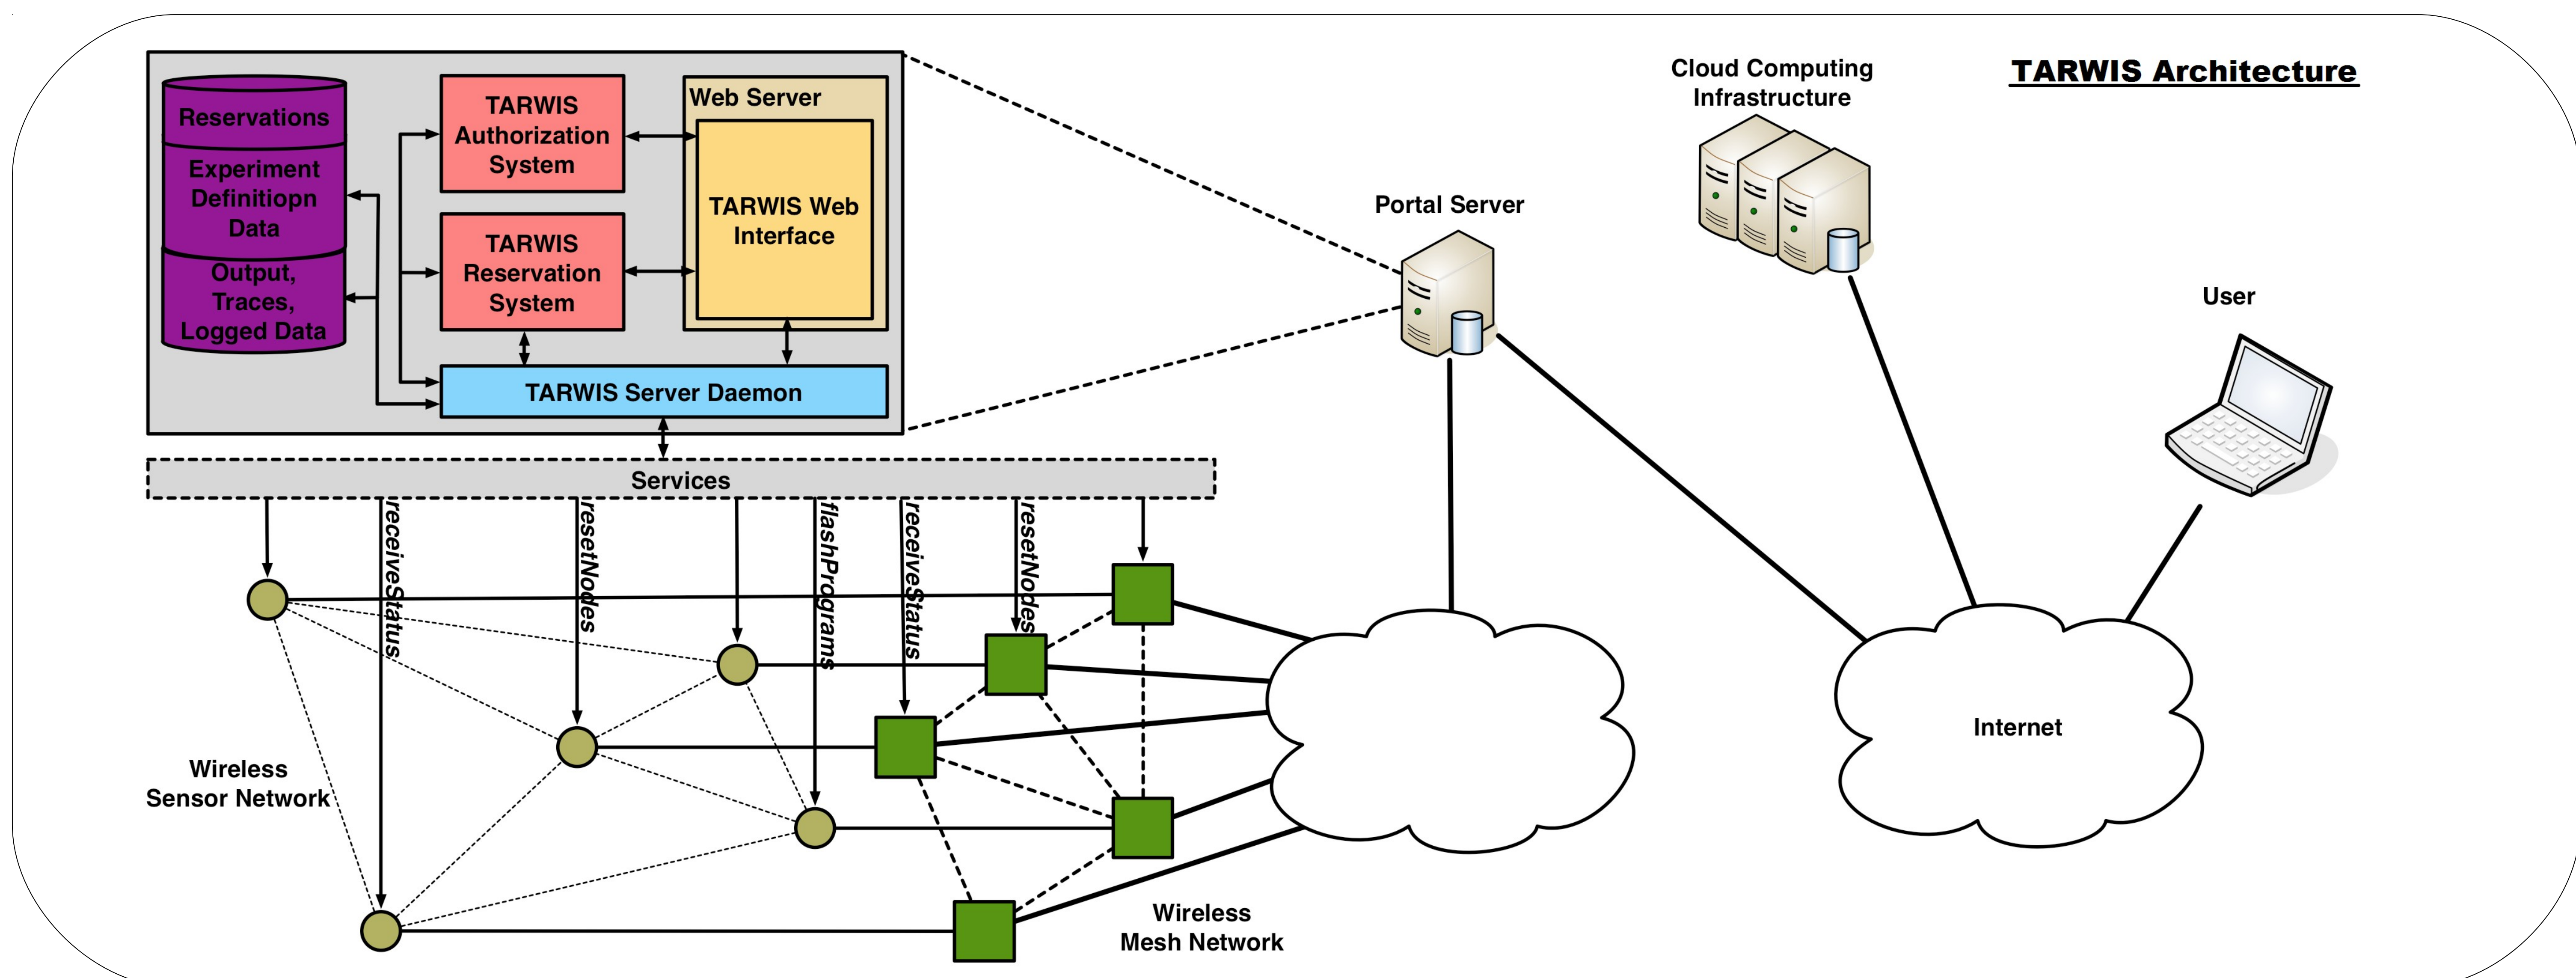 TARWIS Architecture
Cloud Computing
Infrastructure
Portal Server
User
Reservations
Experiment
Definitiopn
Data
Output,
Traces,
Logged Data
TARWIS
Authorization
System
TARWIS
Reservation
System
Web Server
TARWIS Web
Interface
TARWIS Server Daemon
Services
receiveStatus
resetNodes
flashPrograms
receiveStatus
resetNodes
Wireless
Sensor Network
Wireless
Mesh Network
Internet